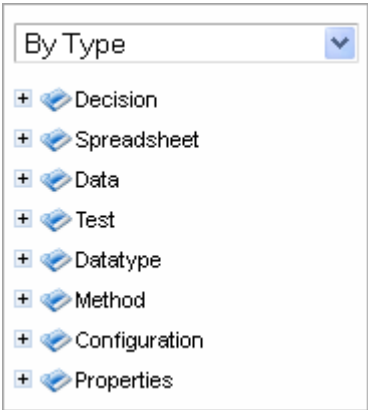 By Type
Decision
Spreadsheet
Data
Test
Datatype
Method
Configuration
Properties